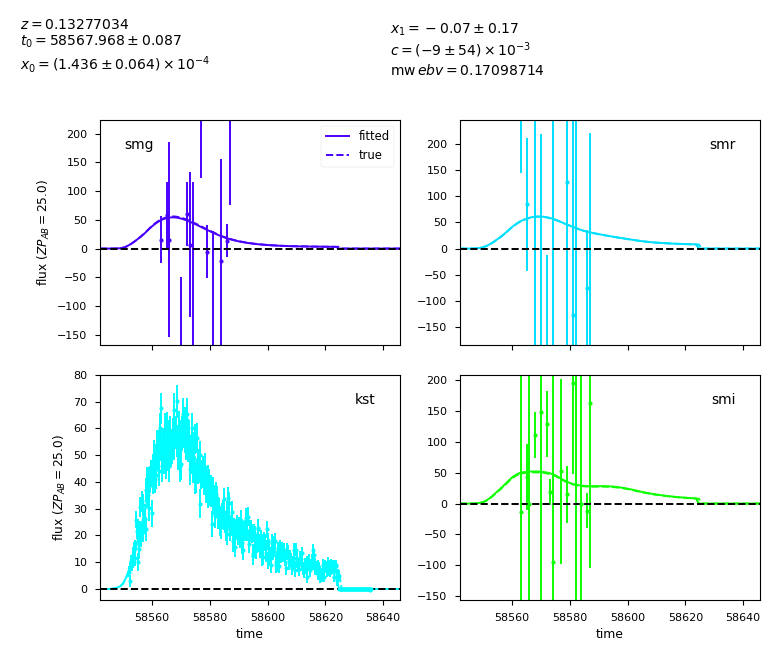 z = 0.13277034
t₀ = 58567.968 ± 0.087
x₀ = (1.436 ± 0.064) × 10⁻⁴
x₁ = −0.07 ± 0.17
c = (−9 ± 54) × 10⁻³
mw ebv = 0.17098714
smg
fitted
true
200
150
100
50
0
−50
−100
−150
flux (ZP_AB = 25.0)
smr
200
150
100
50
0
−50
−100
−150
kst
80
70
60
50
40
30
20
10
0
flux (ZP_AB = 25.0)
58560 58580 58600 58620 58640
time
smi
200
150
100
50
0
−50
−100
−150
58560 58580 58600 58620 58640
time